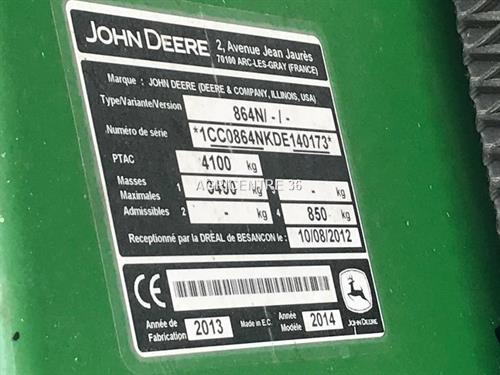 JOHN DEERE 2, Avenue Jean Jaurès
70100 ARC-LES-GRAY (FRANCE)
Marque : JOHN DEERE (DEERE & COMPANY, ILLINOIS, USA)
Type/Variante/Version 864N/ - / -
Numéro de série *1CC0864NKDE140173*
PTAC 4100 kg
Masses 1 kg 3 - kg
AGRICENTRE 36
Maximales
Admissibles 2 - kg 4 850 kg
Receptionné par la DREAL de BESANCON le : 10/08/2012
CE
Année de Fabrication 2013 Made in E.C. Année Modèle 2014 JOHN DEERE